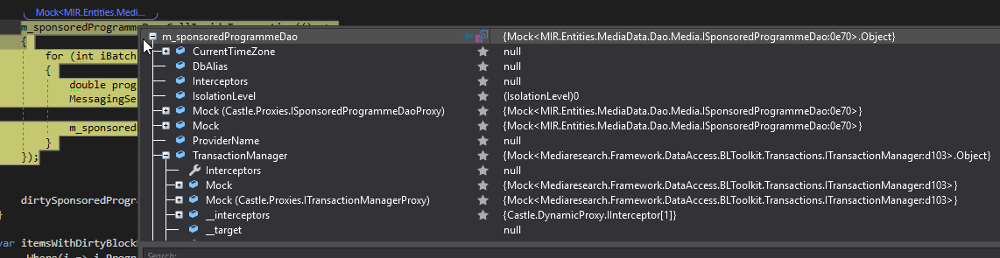 Mock<MIR.Entities.Medi...
m_sponsoredProgrammeDao {Mock<MIR.Entities.MediaData.Dao.Media.ISponsoredProgrammeDao:0e70>.Object}
{
CurrentTimeZone null
for (int iBatch
DbAlias null
{
Interceptors null
double prog
IsolationLevel (IsolationLevel)0
MessagingSe
Mock (Castle.Proxies.ISponsoredProgrammeDaoProxy) {Mock<MIR.Entities.MediaData.Dao.Media.ISponsoredProgrammeDao:0e70>}
m_sponsored
Mock {Mock<MIR.Entities.MediaData.Dao.Media.ISponsoredProgrammeDao:0e70>}
}
ProviderName null
});
TransactionManager {Mock<Mediaresearch.Framework.DataAccess.BLToolkit.Transactions.ITransactionManager:d103>.Object}
Interceptors null
Mock {Mock<Mediaresearch.Framework.DataAccess.BLToolkit.Transactions.ITransactionManager:d103>}
dirtySponsoredProgra
Mock (Castle.Proxies.ITransactionManagerProxy) {Mock<Mediaresearch.Framework.DataAccess.BLToolkit.Transactions.ITransactionManager:d103>}
}
__interceptors {Castle.DynamicProxy.IInterceptor[1]}
__target null
var itemsWithDirtyBlock
Search: